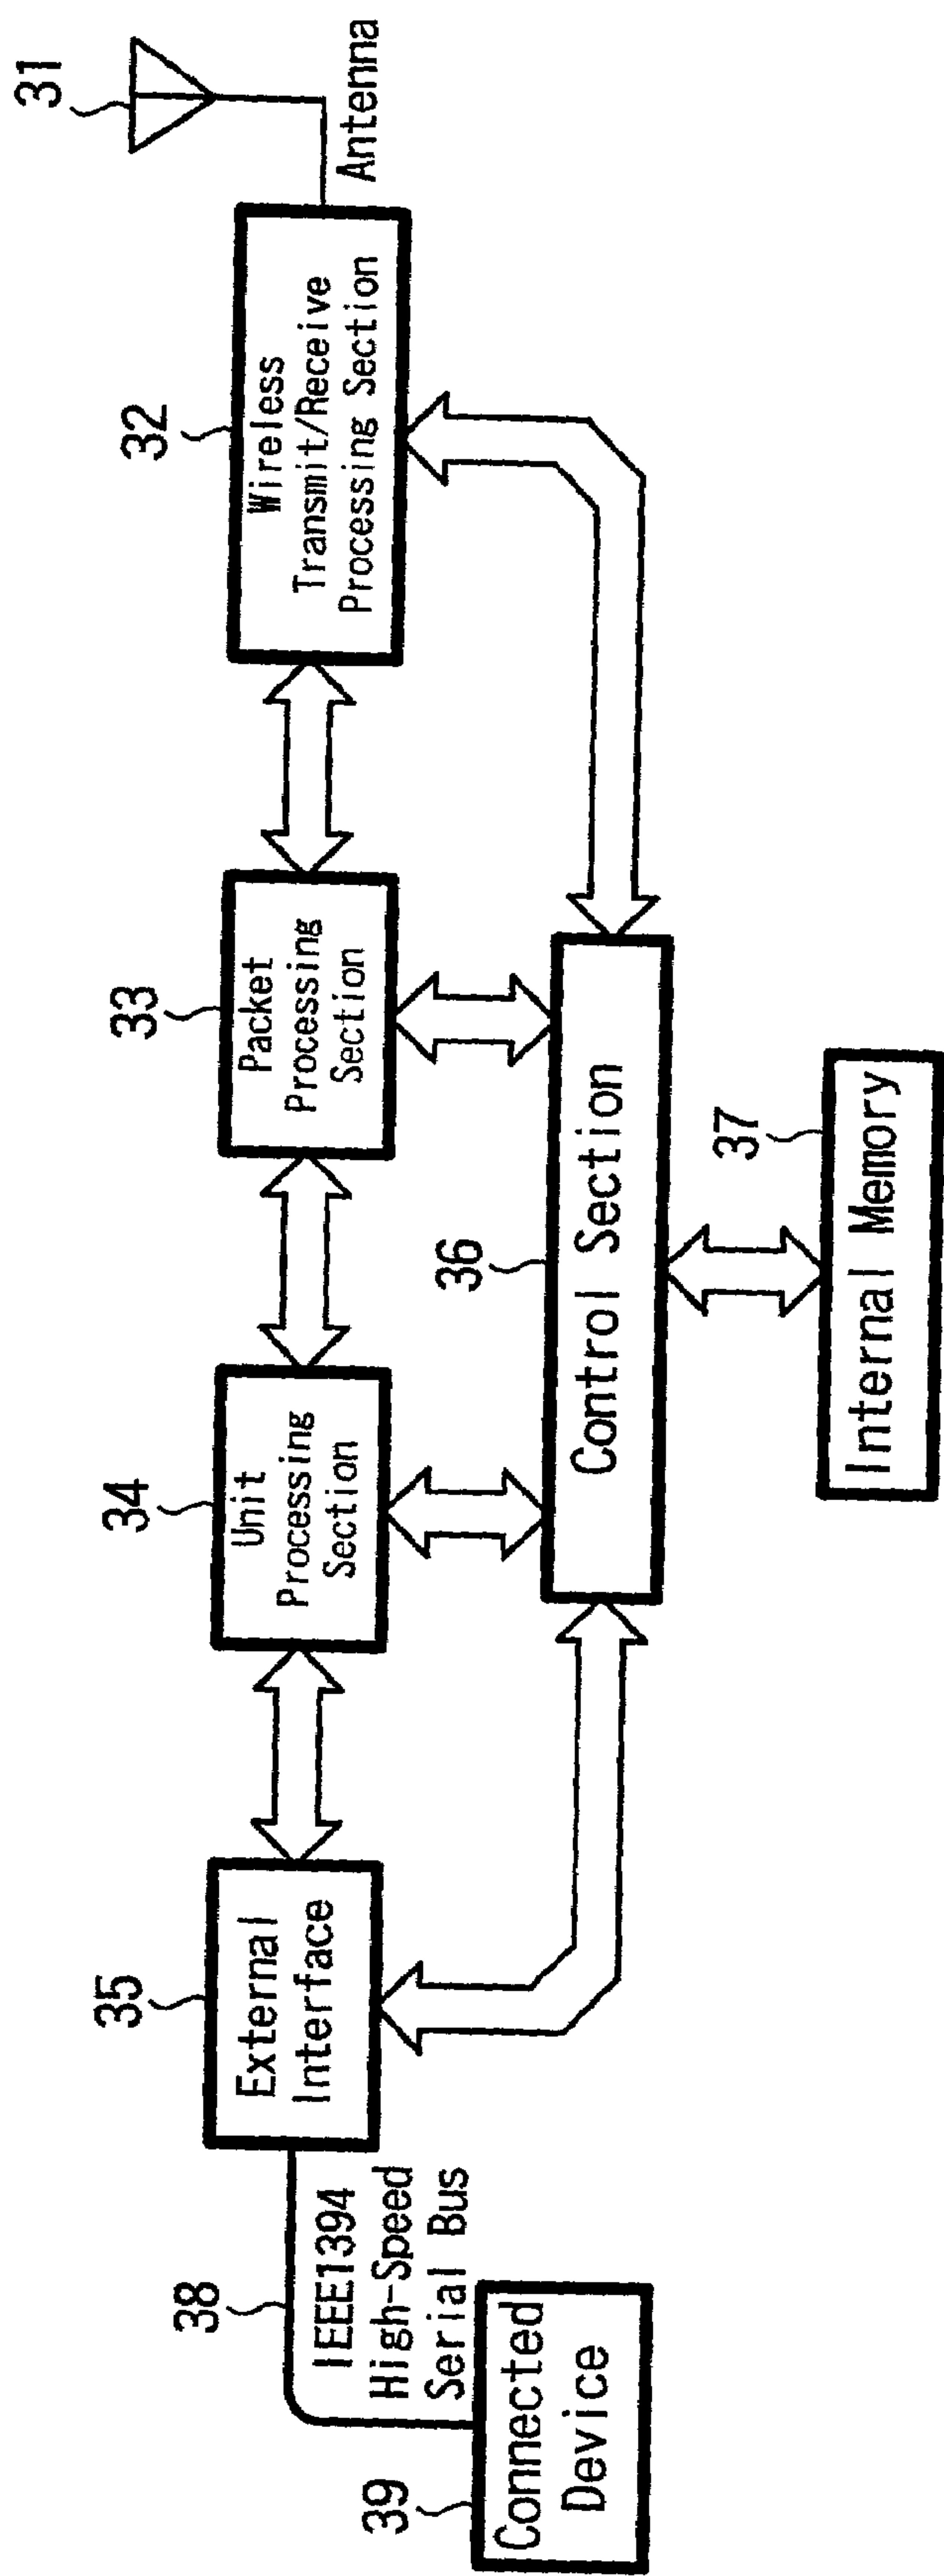 39
Connected
Device
38
IEEE1394
High-Speed
Serial Bus
35
External
Interface
34
Unit
Processing
Section
33
Packet
Processing
Section
32
Wireless
Transmit/Receive
Processing Section
31
Antenna
36
Control Section
37
Internal Memory